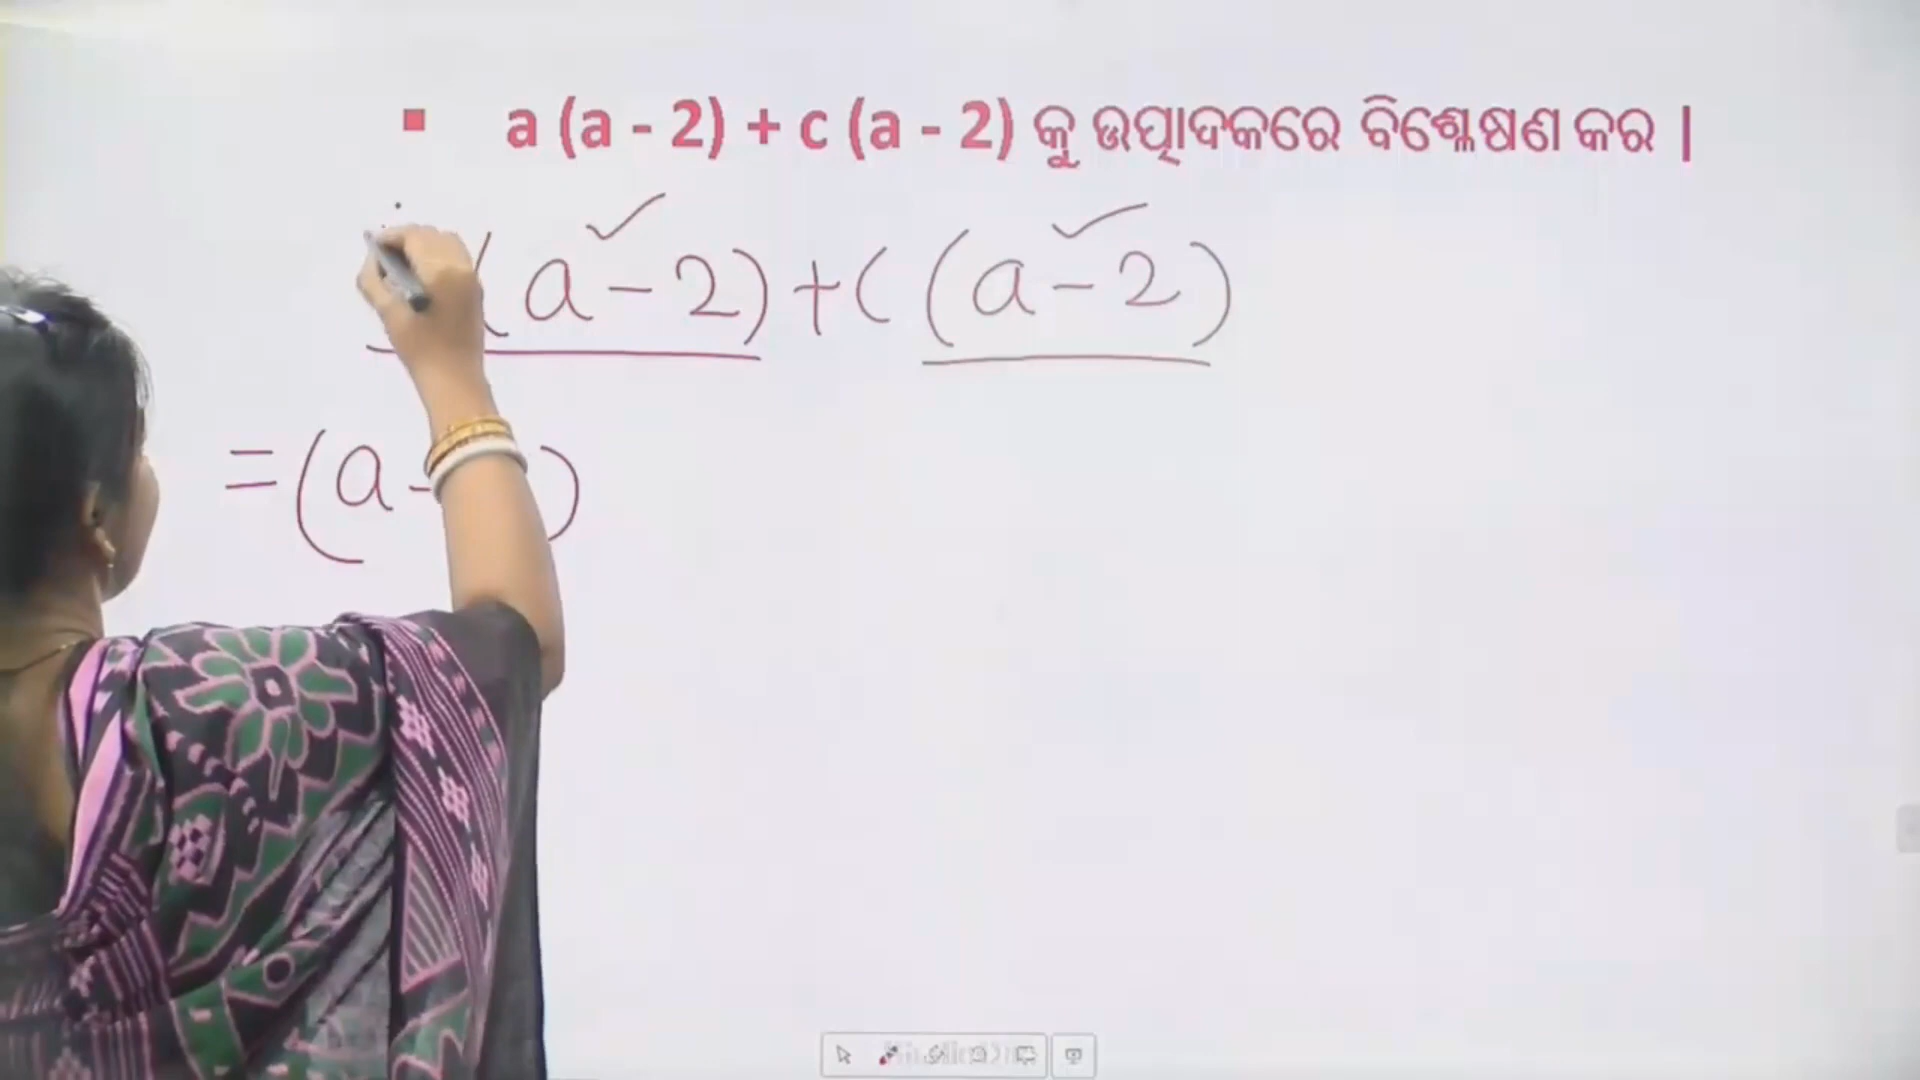 ▪ a (a - 2) + c (a - 2) କୁ ଉତ୍ପାଦକରେ ବିଶ୍ଳେଷଣ କର |
(a-2)+c(a-2)
=(a- )